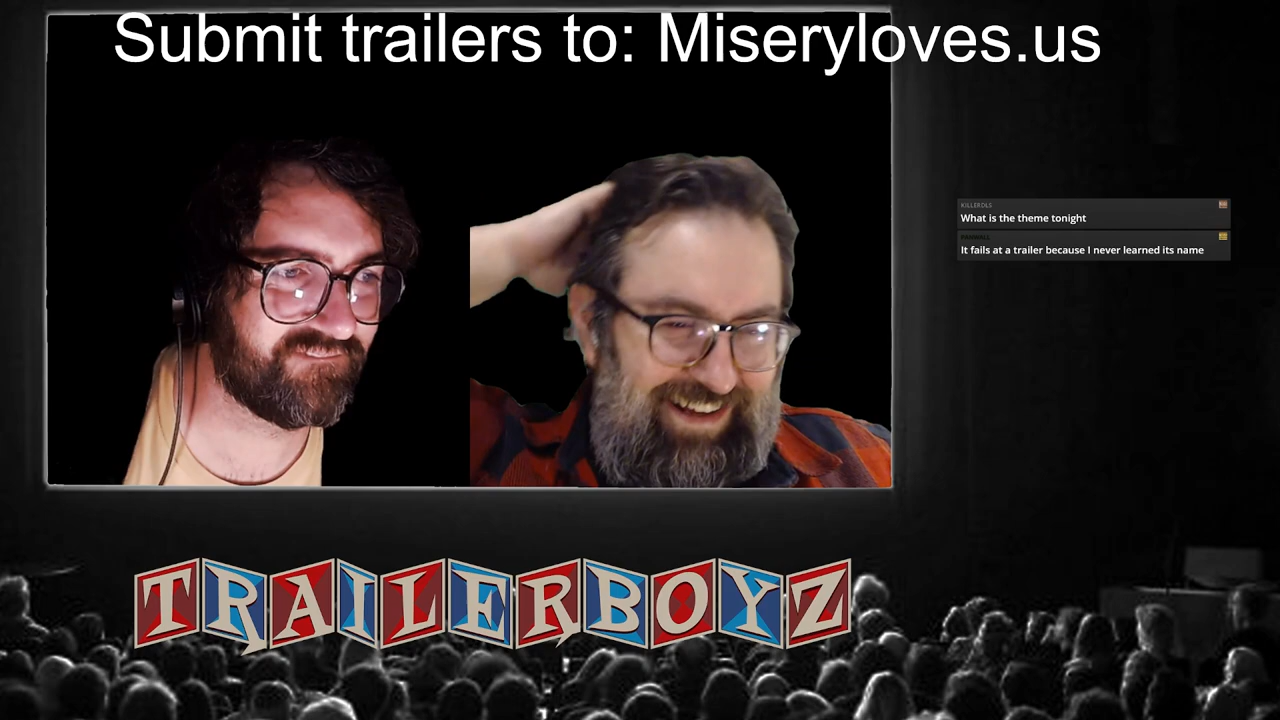 Submit trailers to: Miseryloves.us
KILLERDLS
What is the theme tonight
It fails at a trailer because I never learned its name
TRAILERBOYZ